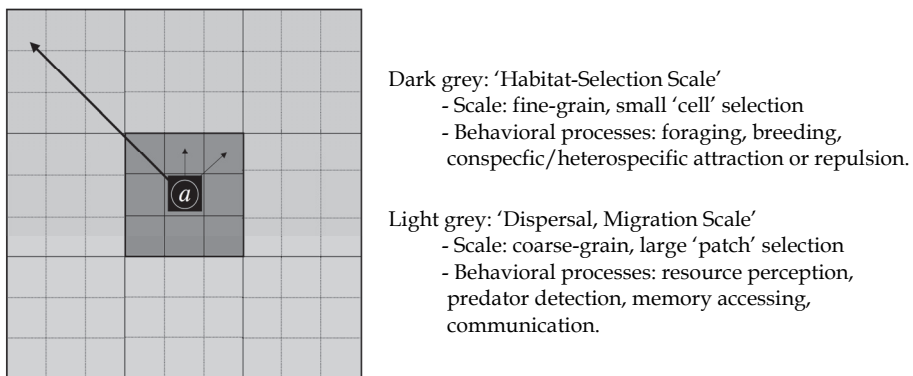 a
Dark grey: ‘Habitat-Selection Scale’
- Scale: fine-grain, small ‘cell’ selection
- Behavioral processes: foraging, breeding,
conspecfic/heterospecific attraction or repulsion.
Light grey: ‘Dispersal, Migration Scale’
- Scale: coarse-grain, large ‘patch’ selection
- Behavioral processes: resource perception,
predator detection, memory accessing,
communication.